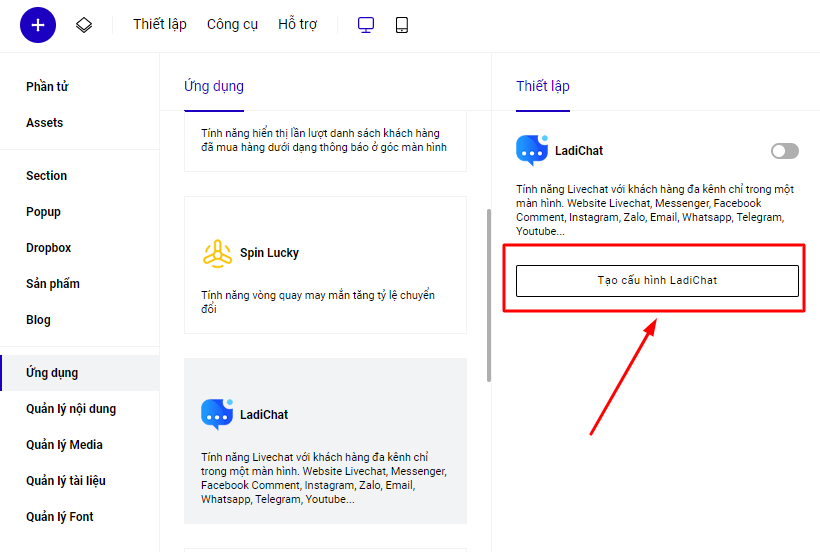 Thiết lập
Công cụ
Hỗ trợ
Phần tử
Assets
Section
Popup
Dropbox
Sản phẩm
Blog
Ứng dụng
Quản lý nội dung
Quản lý Media
Quản lý tài liệu
Quản lý Font
Ứng dụng
Tính năng hiển thị lần lượt danh sách khách hàng
đã mua hàng dưới dạng thông báo ở góc màn hình
Spin Lucky
Tính năng vòng quay may mắn tăng tỷ lệ chuyển
đổi
LadiChat
Tính năng Livechat với khách hàng đa kênh chỉ
trong một màn hình. Website Livechat, Messenger,
Facebook Comment, Instagram, Zalo, Email,
Whatsapp, Telegram, Youtube...
Thiết lập
LadiChat
Tính năng Livechat với khách hàng đa kênh chỉ trong một
màn hình. Website Livechat, Messenger, Facebook
Comment, Instagram, Zalo, Email, Whatsapp, Telegram,
Youtube...
Tạo cấu hình LadiChat